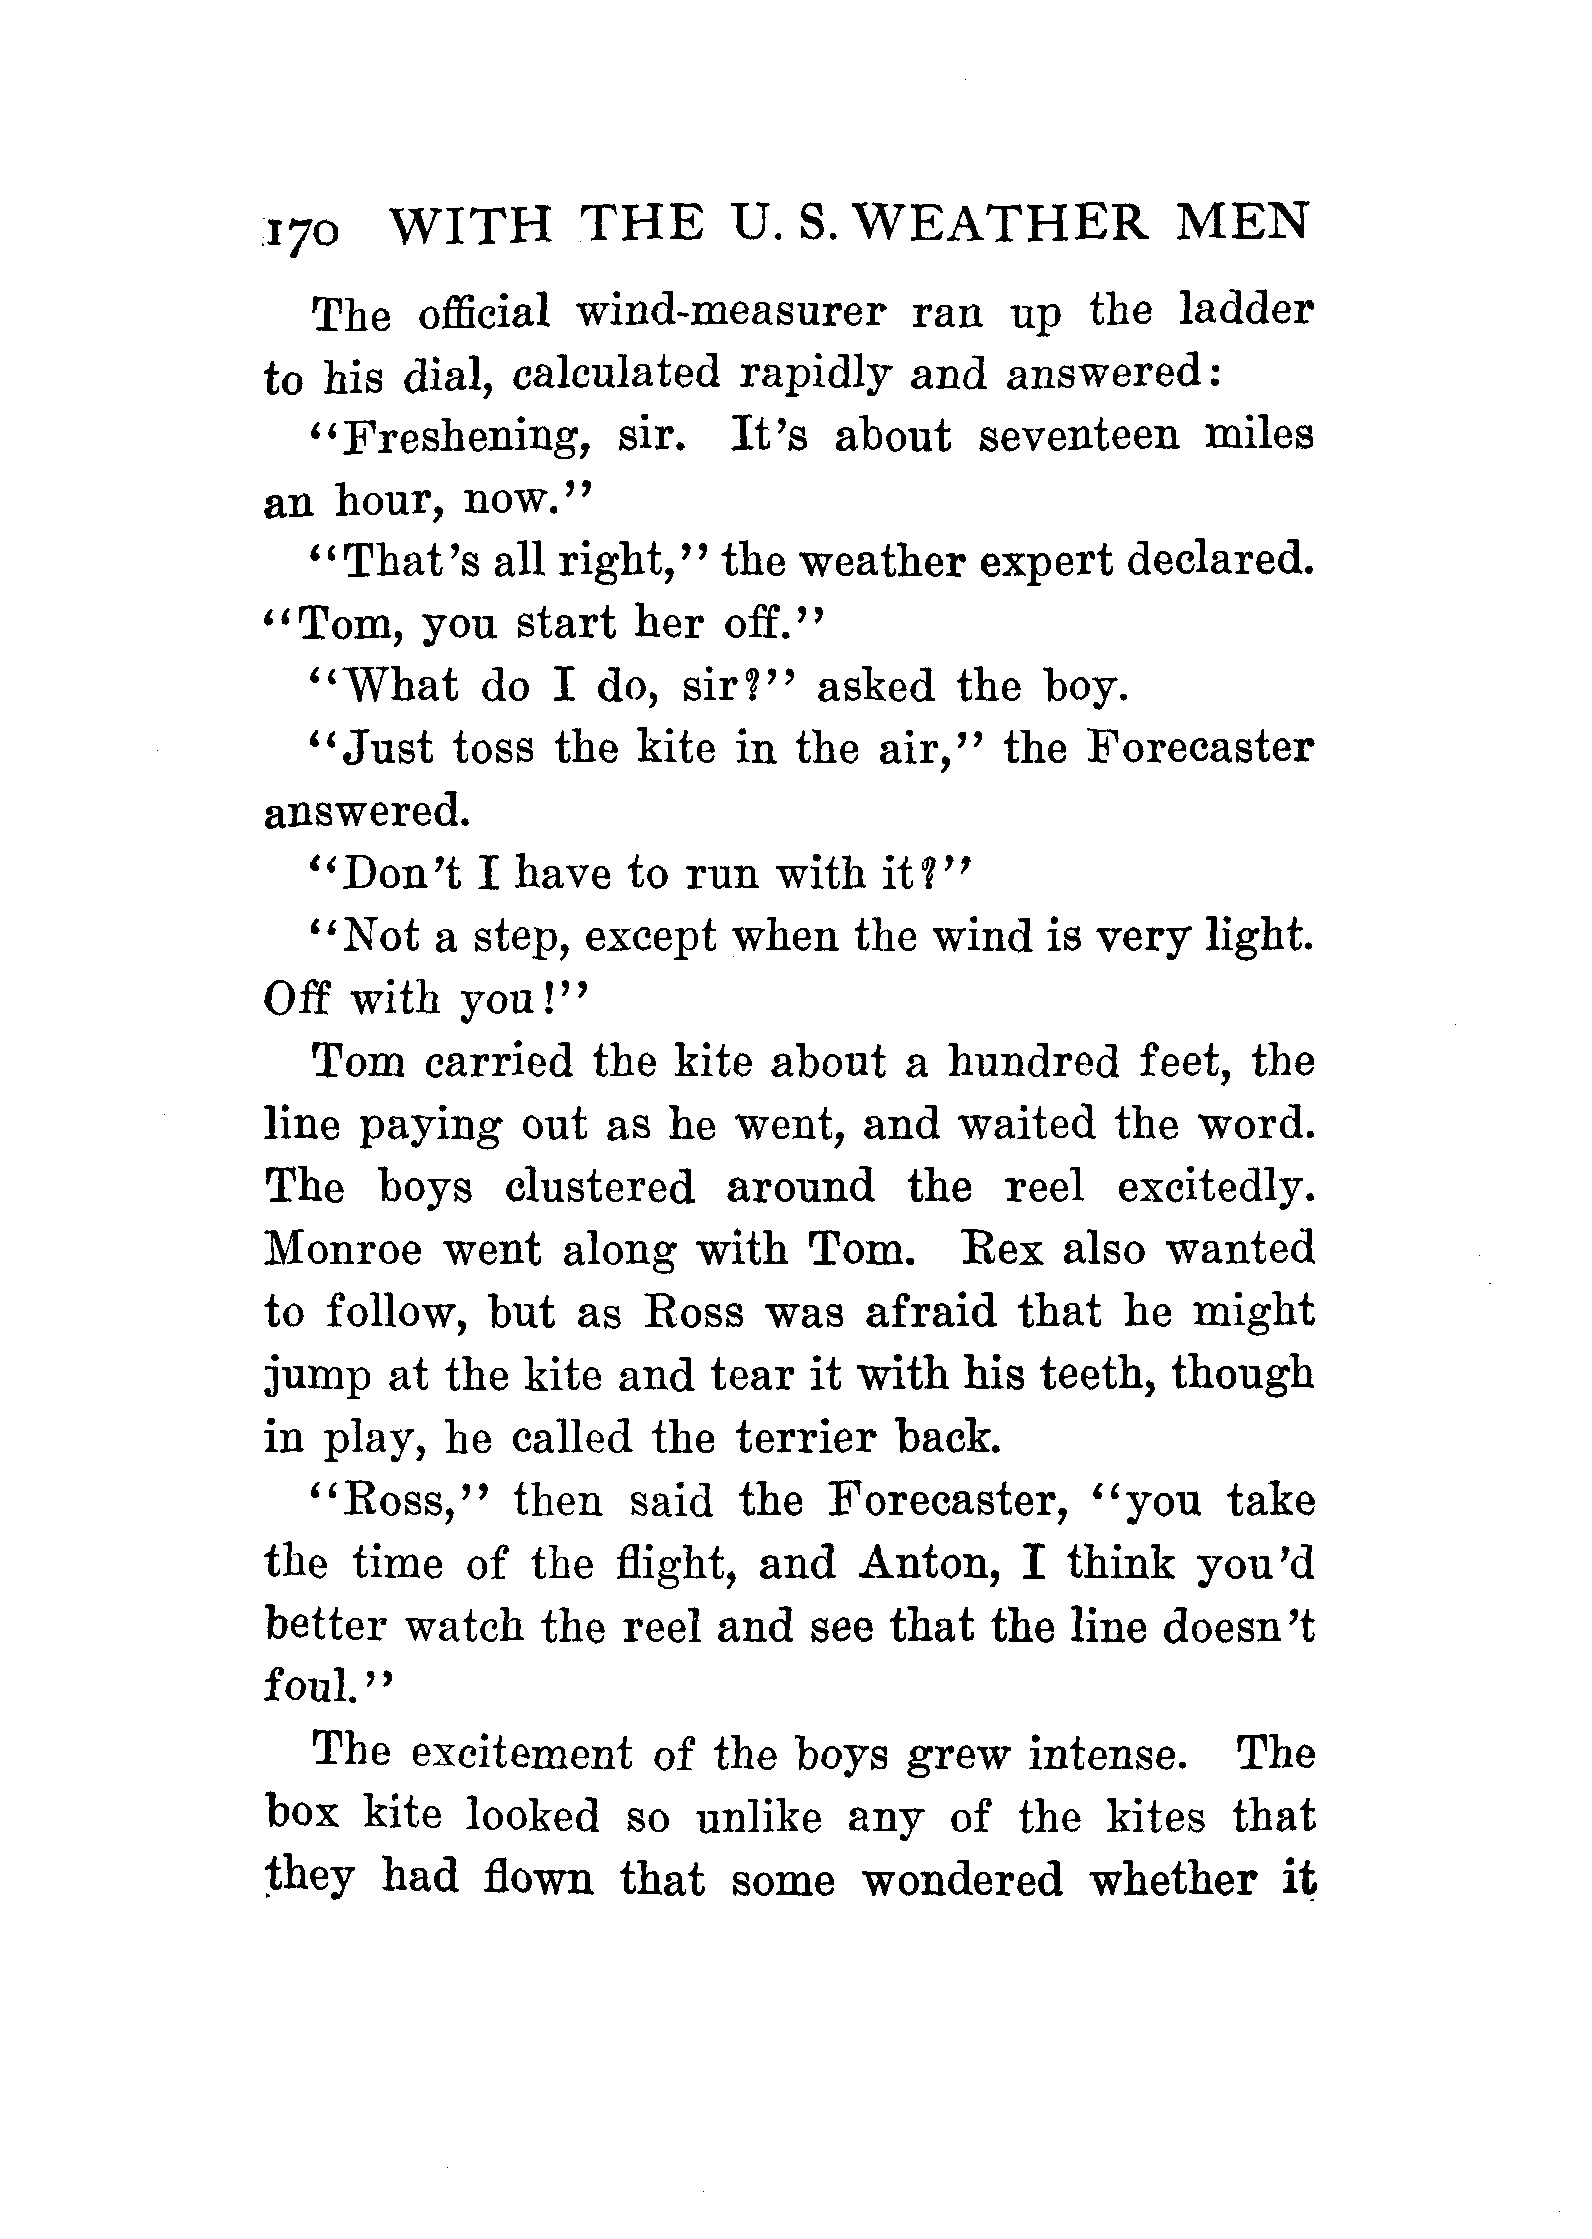 170 WITH THE U. S. WEATHER MEN
The official wind-measurer ran up the ladder
to his dial, calculated rapidly and answered:
"Freshening, sir. It's about seventeen miles
an hour, now."
"That's all right," the weather expert declared.
"Tom, you start her off."
"What do I do, sir?" asked the boy.
"Just toss the kite in the air," the Forecaster
answered.
"Don't I have to run with it?"
"Not a step, except when the wind is very light.
Off with you!"
Tom carried the kite about a hundred feet, the
line paying out as he went, and waited the word.
The boys clustered around the reel excitedly.
Monroe went along with Tom. Rex also wanted
to follow, but as Ross was afraid that he might
jump at the kite and tear it with his teeth, though
in play, he called the terrier back.
"Ross," then said the Forecaster, "you take
the time of the flight, and Anton, I think you'd
better watch the reel and see that the line doesn't
foul."
The excitement of the boys grew intense. The
box kite looked so unlike any of the kites that
they had flown that some wondered whether it